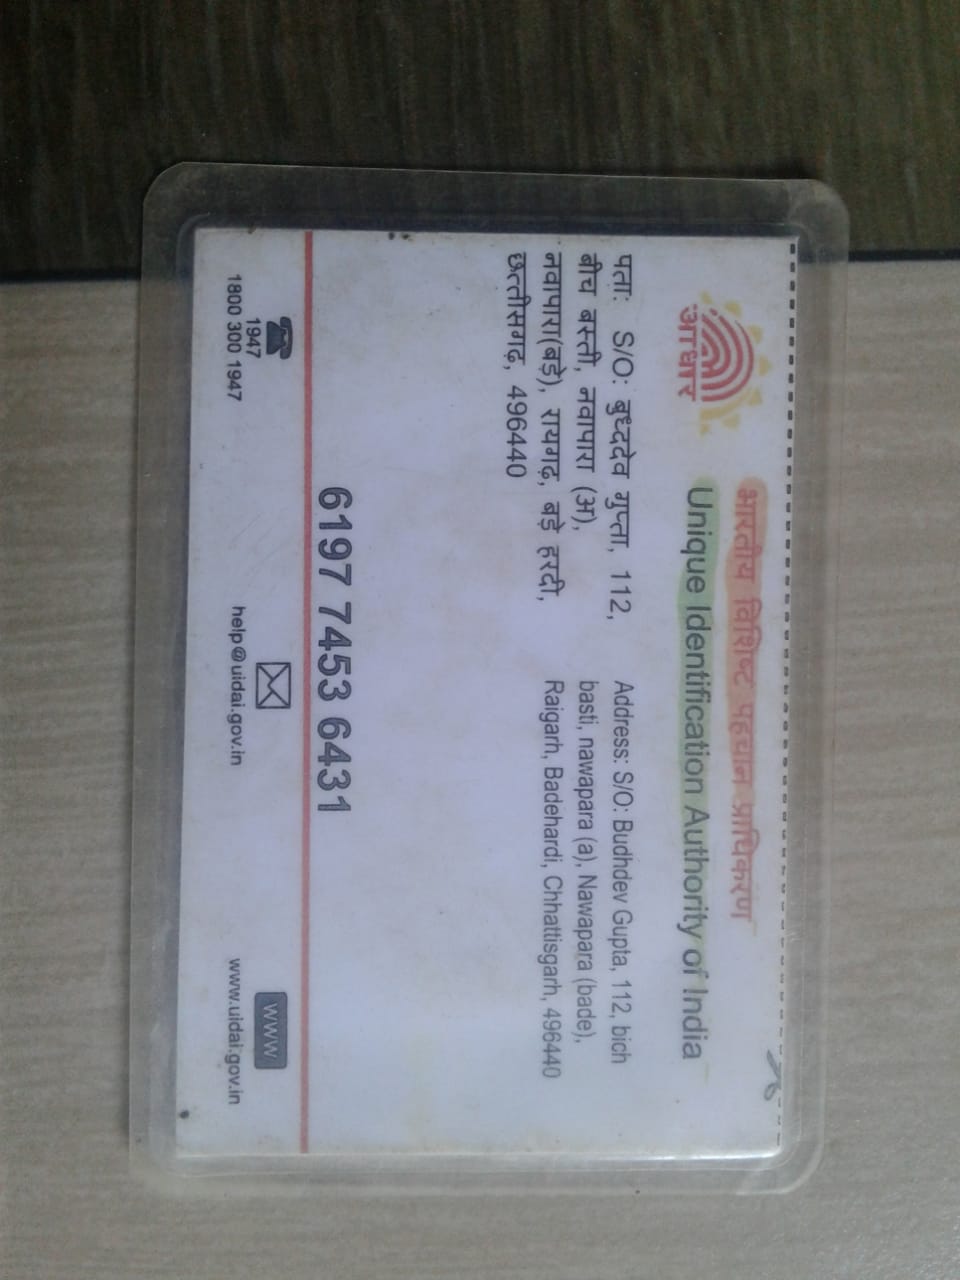 भारतीय विशिष्ट पहचान प्राधिकरण
Unique Identification Authority of India
आधार
पता: S/O: बुध्ददेव गुप्ता, 112,
बीच बस्ती, नवापारा (अ),
नवापारा(बड़े), रायगढ़, बड़े हरदी,
छत्तीसगढ़, 496440
Address: S/O: Budhdev Gupta, 112, bich
basti, nawapara (a), Nawapara (bade),
Raigarh, Badehardi, Chhattisgarh, 496440
6197 7453 6431
1947
1800 300 1947
help@uidai.gov.in
WWW
www.uidai.gov.in